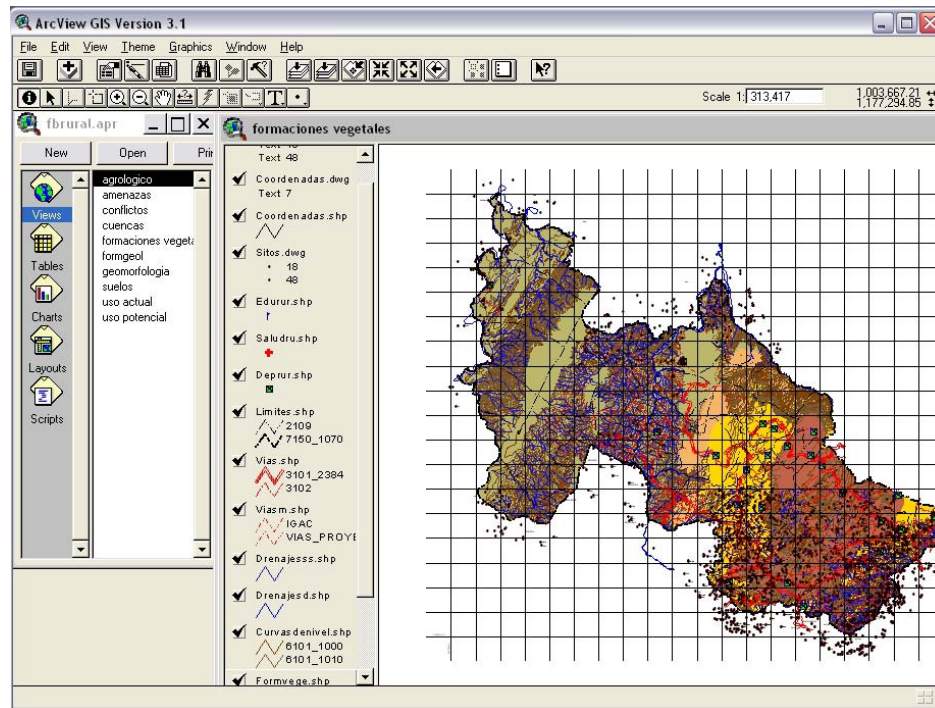 ArcView GIS Version 3.1
File Edit View Theme Graphics Window Help
Scale 1: 313,417
1,003,667.21
1,177,294.85
fbrural.apr
New Open Prin
Views
Tables
Charts
Layouts
Scripts
agrologico
amenazas
conflictos
cuencas
formaciones vegeta
formgeol
geomorfologia
suelos
uso actual
uso potencial
formaciones vegetales
Text 48
Coordenadas.dwg
Text 7
Coordenadas.shp
Sitos.dwg
18
48
Edurur.shp
Saludru.shp
Deprur.shp
Limites.shp
2109
7150_1070
Vias.shp
3101_2384
3102
Viasm.shp
IGAC
VIAS_PROYE
Drenajesss.shp
Drenajesd.shp
Curvasdenivel.shp
6101_1000
6101_1010
Formvege.shp